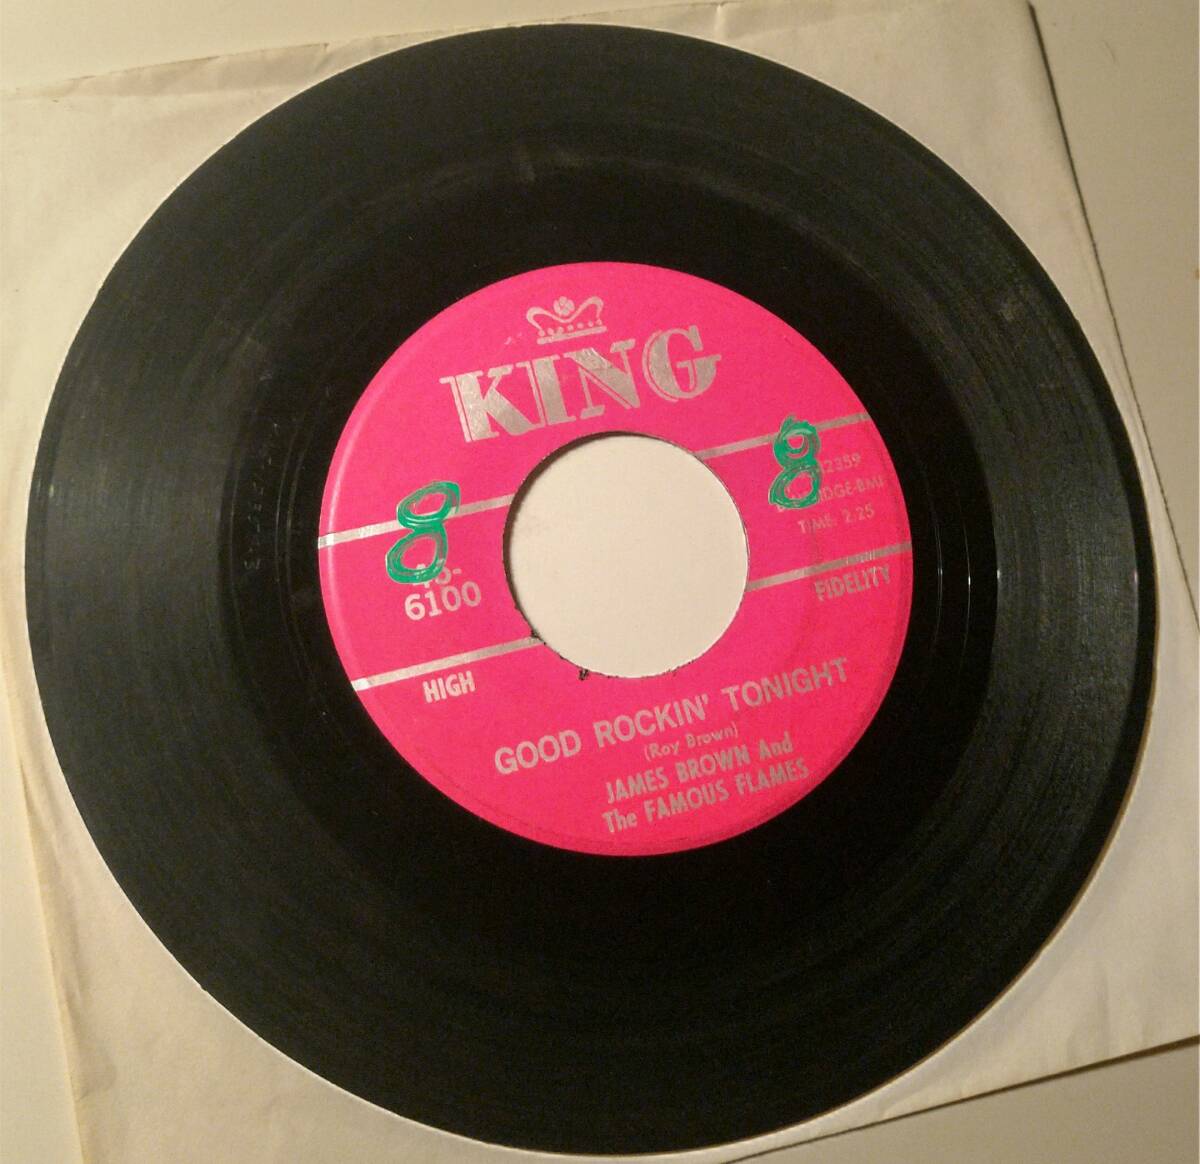 KING
8
8
6100
2359
TIME: 2.25
HIGH
FIDELITY
GOOD ROCKIN' TONIGHT
(Roy Brown)
JAMES BROWN And
The FAMOUS FLAMES